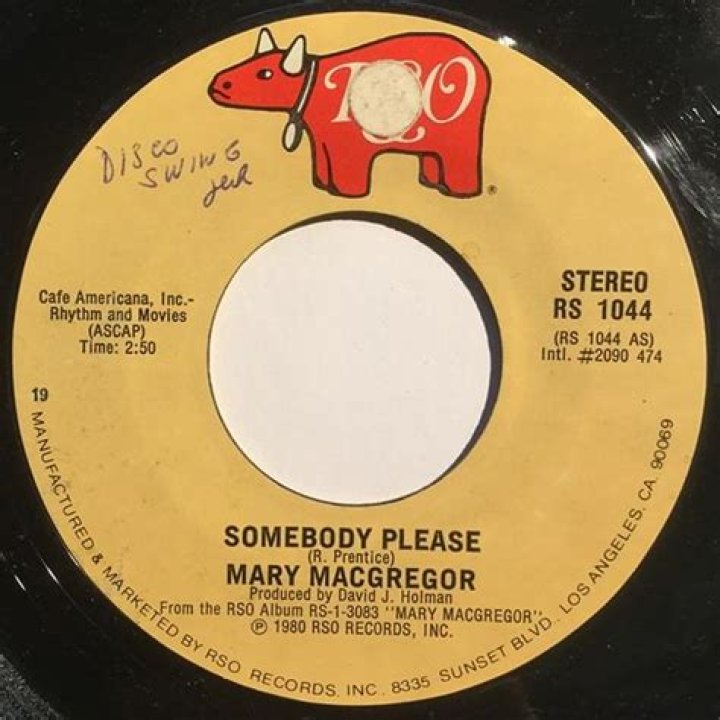 RSO
®
DISCO
SWING
Cafe Americana, Inc.-
Rhythm and Movies
(ASCAP)
Time: 2:50
STEREO
RS 1044
(RS 1044 AS)
Intl. #2090 474
19
SOMEBODY PLEASE
(R. Prentice)
MARY MACGREGOR
Produced by David J. Holman
From the RSO Album RS-1-3083 "MARY MACGREGOR"
℗ 1980 RSO RECORDS, INC.
MANUFACTURED & MARKETED BY RSO RECORDS, INC., 8335 SUNSET BLVD., LOS ANGELES, CA. 90069